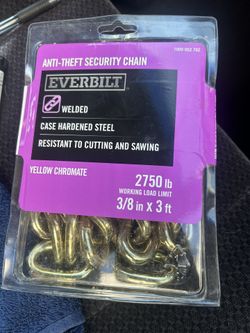 ANTI-THEFT SECURITY CHAIN
EVERBILT
WELDED
CASE HARDENED STEEL
RESISTANT TO CUTTING AND SAWING
YELLOW CHROMATE
2750 lb
WORKING LOAD LIMIT
3/8 in x 3 ft